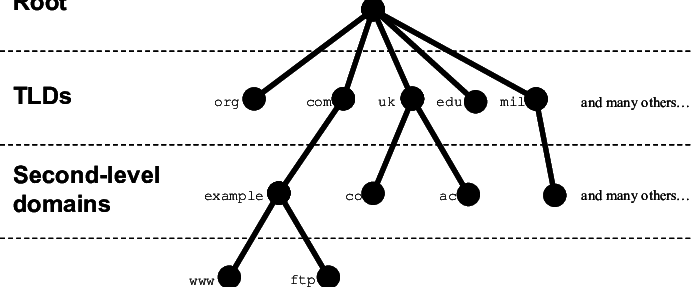 Root
TLDs
org com uk edu mil and many others...
Second-level
domains
example co ac and many others...
www ftp